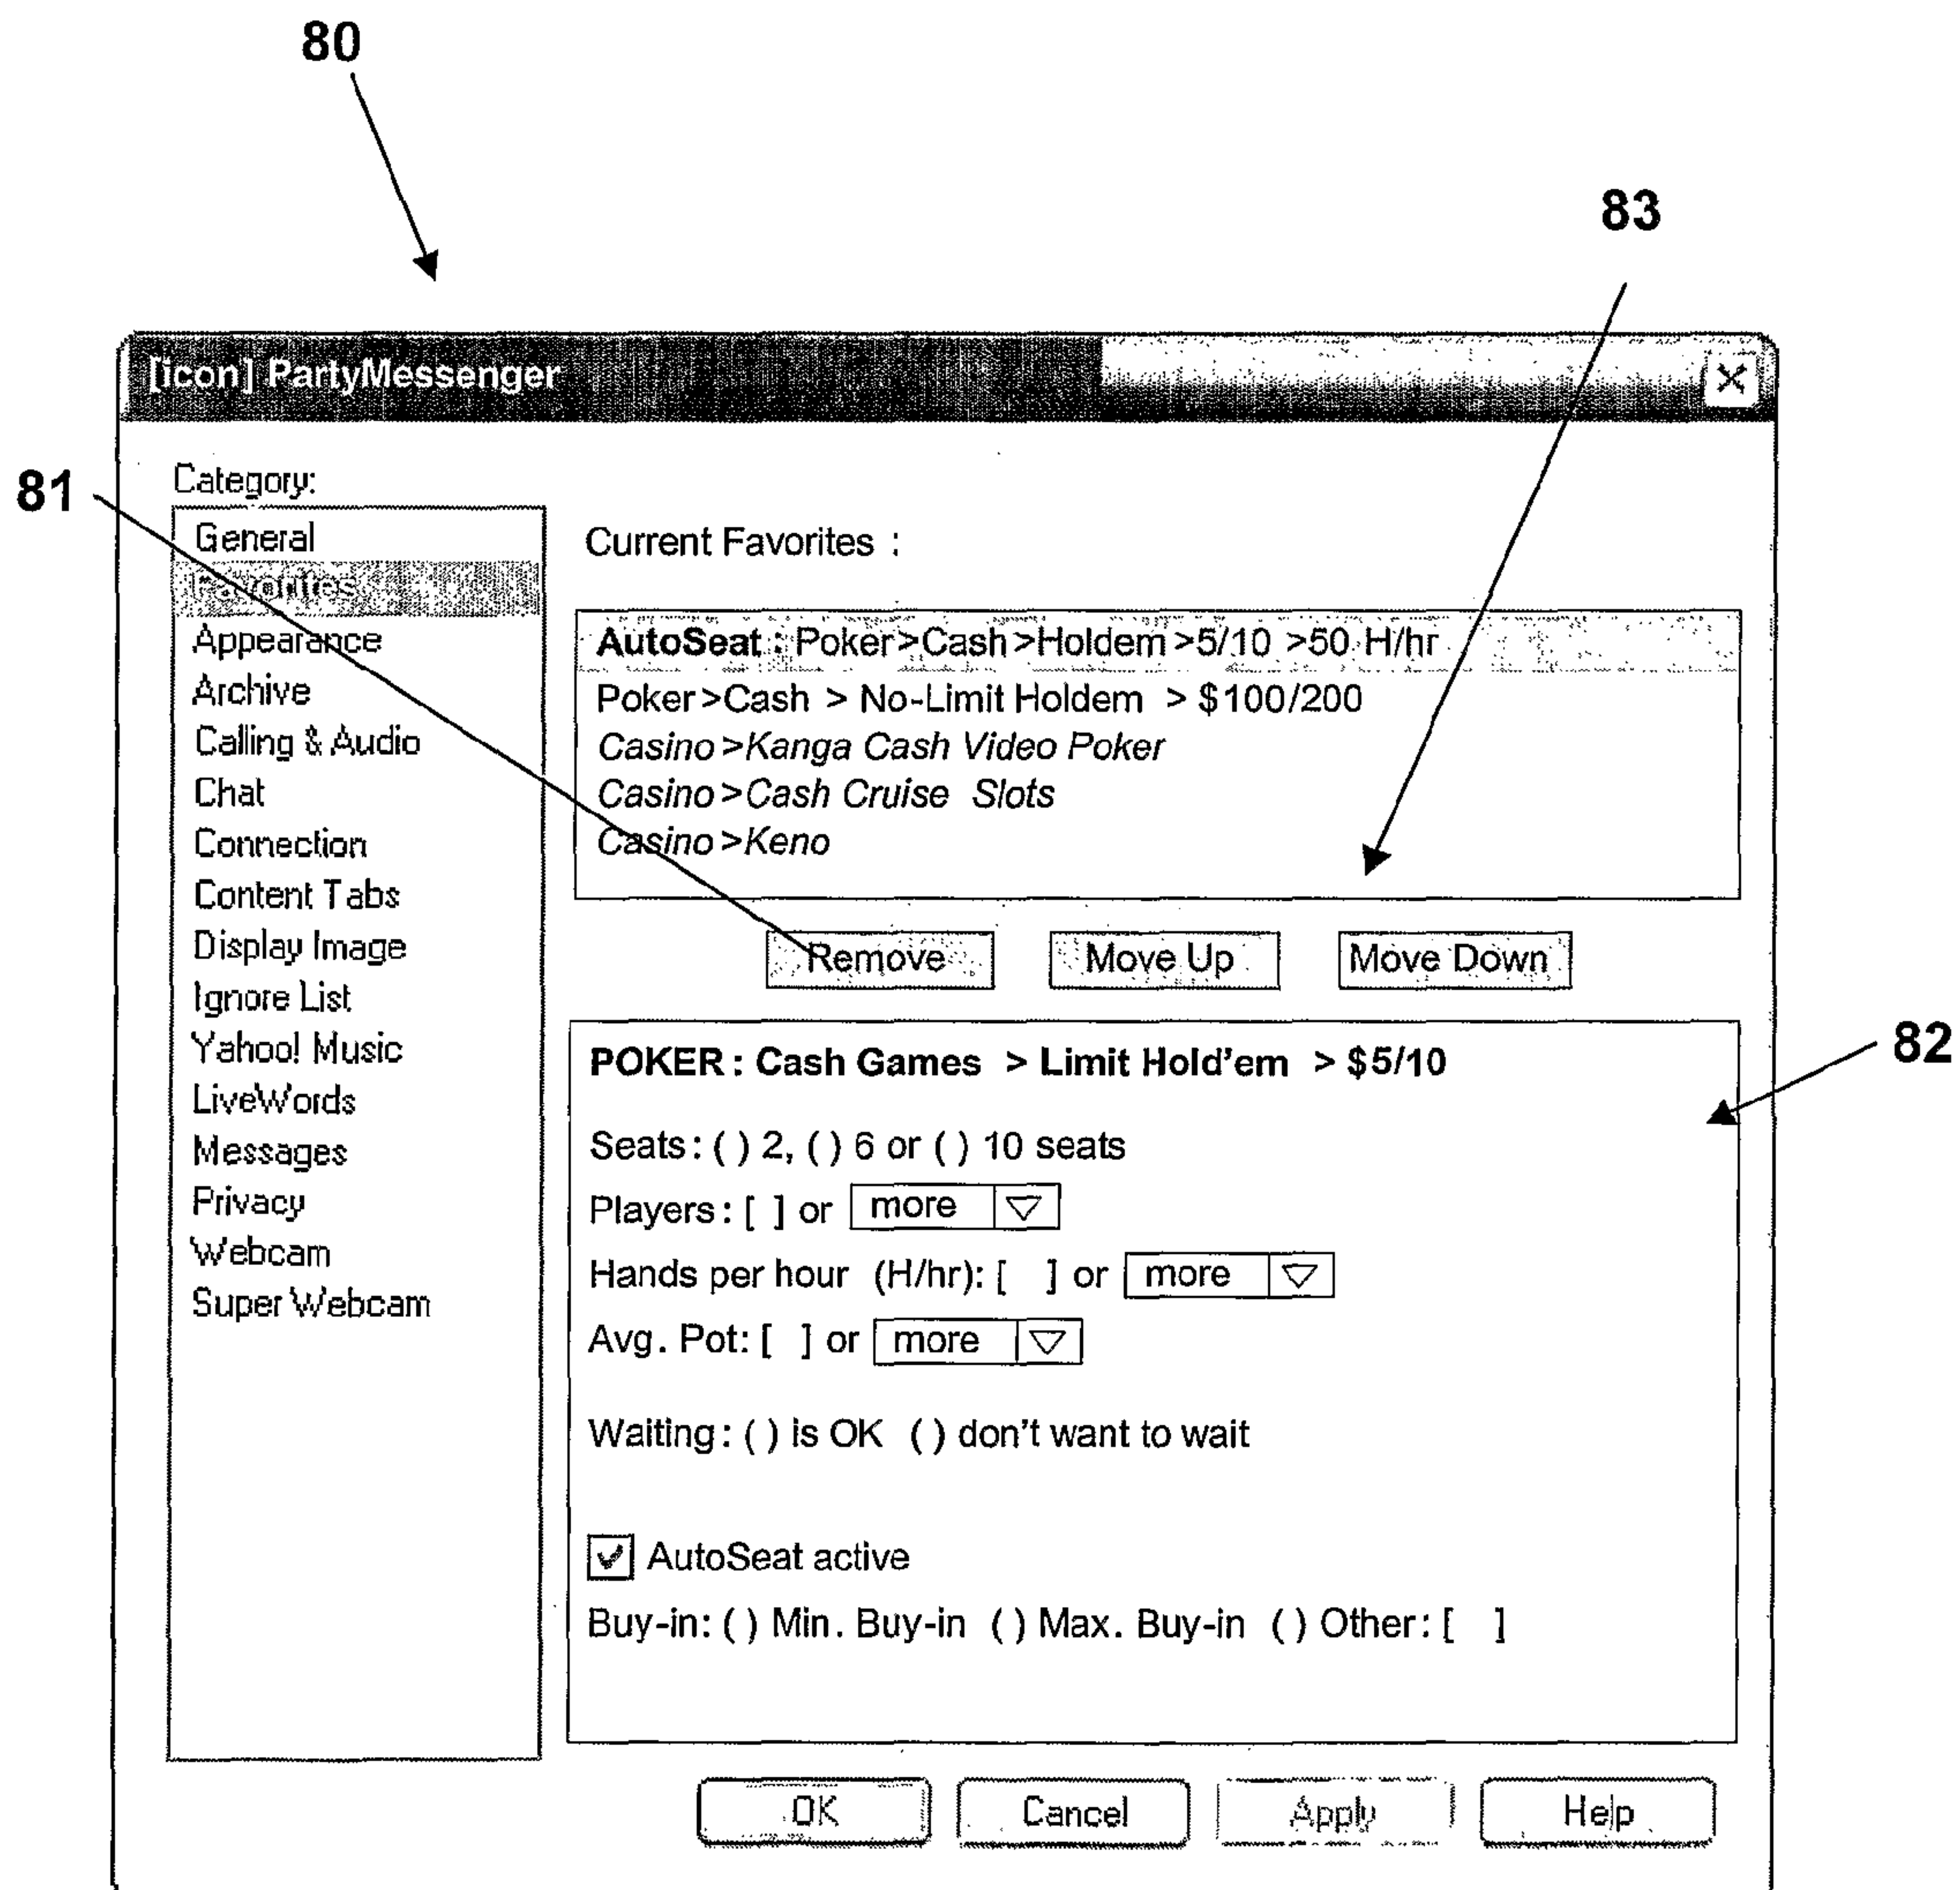 80
83
[icon] PartyMessenger
81
Category:
General
Favorites
Appearance
Archive
Calling & Audio
Chat
Connection
Content Tabs
Display Image
Ignore List
Yahoo! Music
LiveWords
Messages
Privacy
Webcam
Super Webcam
Current Favorites :
AutoSeat : Poker>Cash>Holdem>5/10 >50 H/hr
Poker>Cash > No-Limit Holdem > $100/200
Casino>Kanga Cash Video Poker
Casino>Cash Cruise Slots
Casino>Keno
Remove Move Up Move Down
82
POKER : Cash Games > Limit Hold'em > $5/10
Seats: ( ) 2, ( ) 6 or ( ) 10 seats
Players: [ ] or more
Hands per hour (H/hr): [ ] or more
Avg. Pot: [ ] or more
Waiting: ( ) is OK ( ) don't want to wait
AutoSeat active
Buy-in: ( ) Min. Buy-in ( ) Max. Buy-in ( ) Other: [ ]
OK Cancel Apply Help